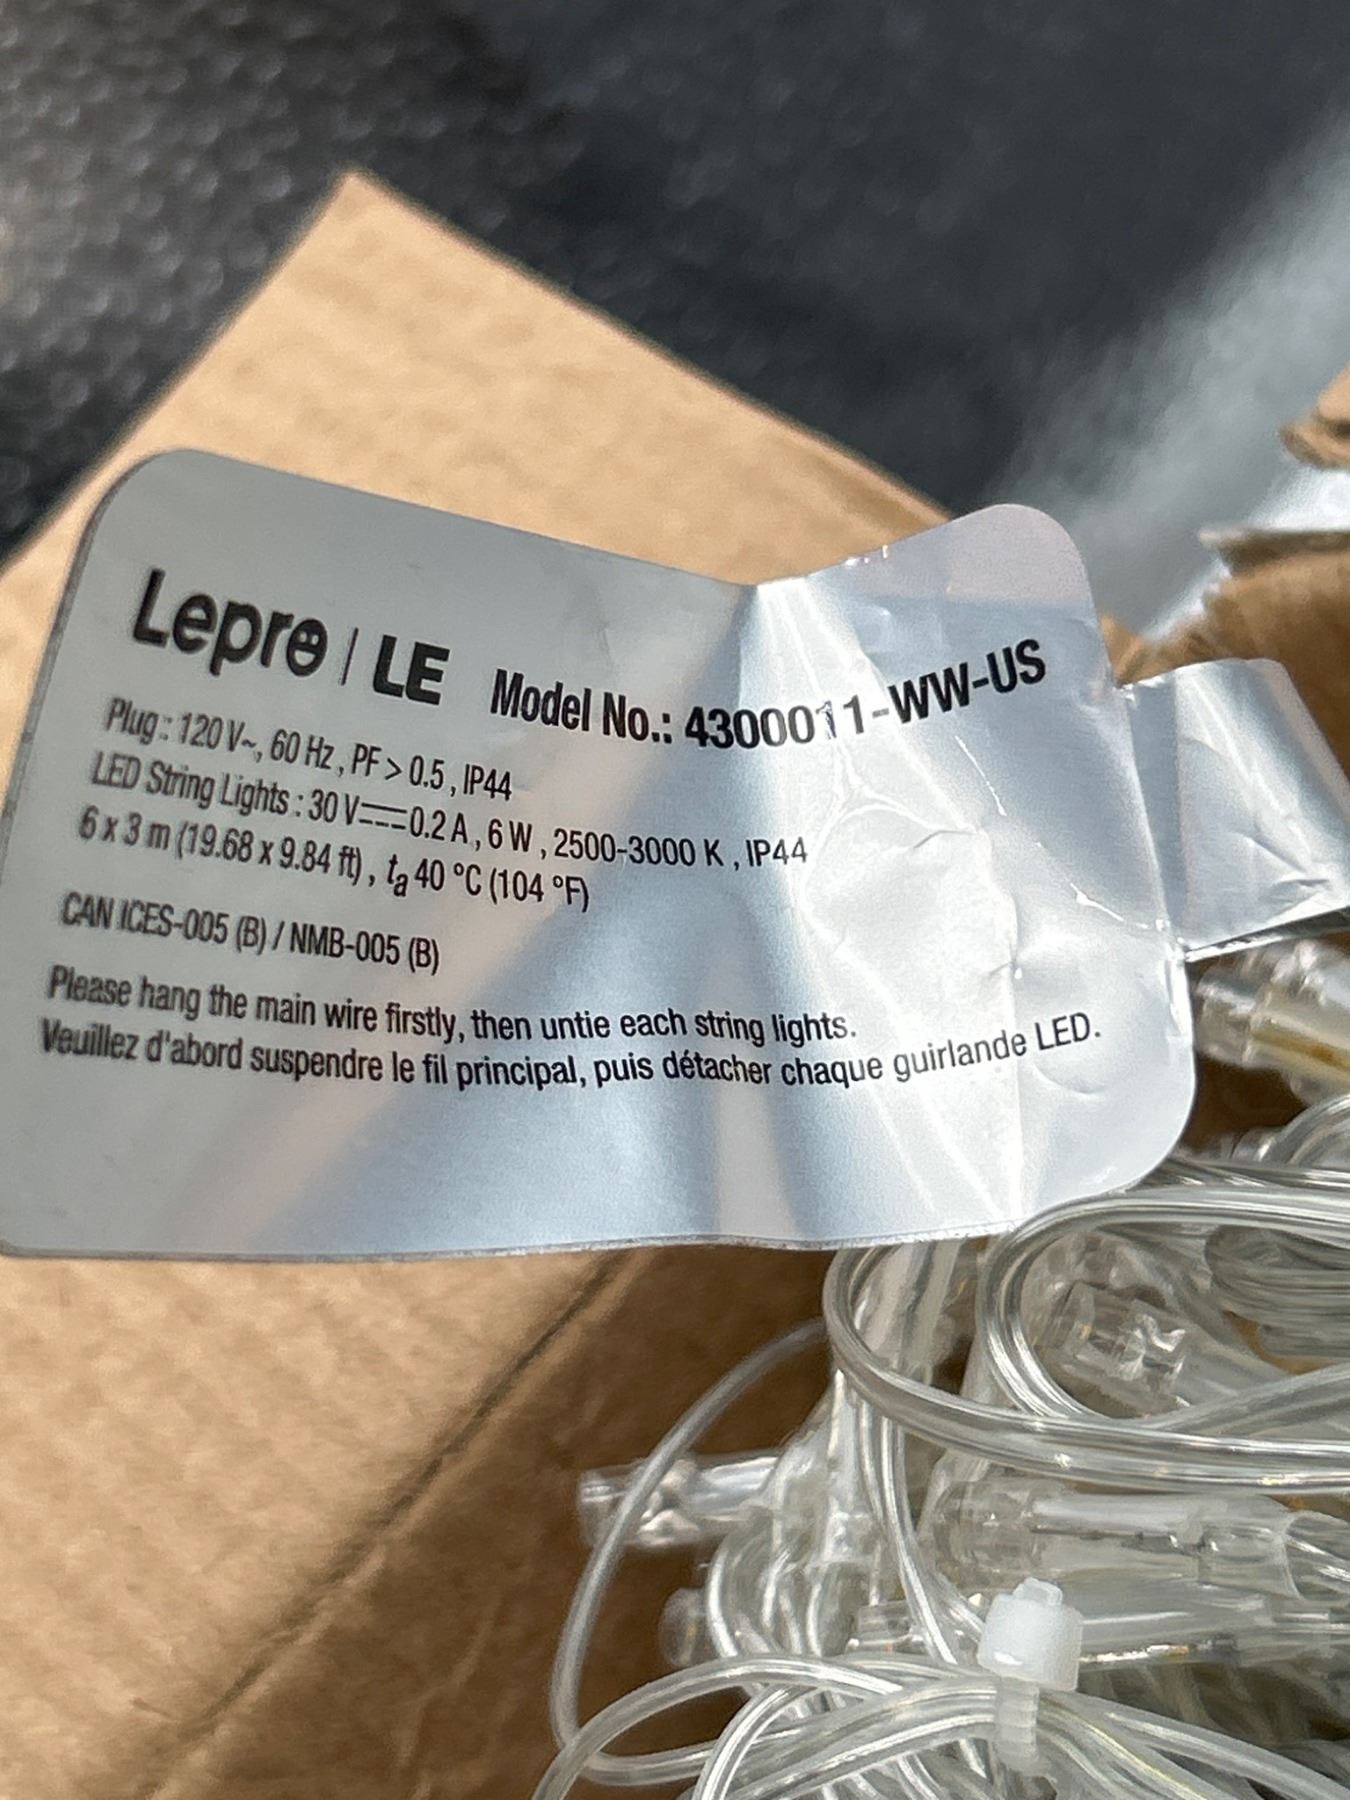 Lepro | LE Model No.: 4300011-WW-US
Plug : 120 V~, 60 Hz , PF > 0.5 , IP44
LED String Lights : 30 V⎓0.2 A , 6 W , 2500-3000 K , IP44
6 x 3 m (19.68 x 9.84 ft) , ta 40 °C (104 °F)
CAN ICES-005 (B) / NMB-005 (B)
Please hang the main wire firstly, then untie each string lights.
Veuillez d'abord suspendre le fil principal, puis détacher chaque guirlande LED.